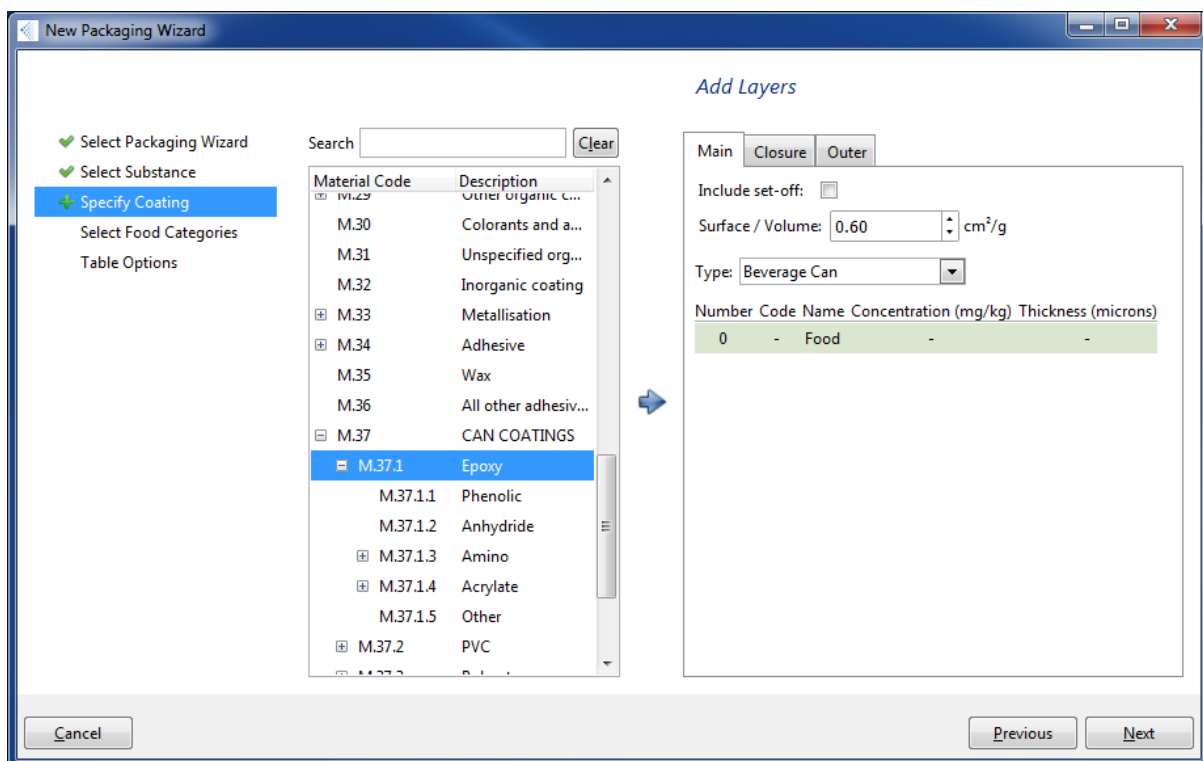 New Packaging Wizard
Add Layers
Select Packaging Wizard
Select Substance
Specify Coating
Select Food Categories
Table Options
Search
Clear
Material Code Description
M.29 Other organic c...
M.30 Colorants and a...
M.31 Unspecified org...
M.32 Inorganic coating
M.33 Metallisation
M.34 Adhesive
M.35 Wax
M.36 All other adhesiv...
M.37 CAN COATINGS
M.37.1 Epoxy
M.37.1.1 Phenolic
M.37.1.2 Anhydride
M.37.1.3 Amino
M.37.1.4 Acrylate
M.37.1.5 Other
M.37.2 PVC
Main Closure Outer
Include set-off:
Surface / Volume: 0.60 cm²/g
Type: Beverage Can
Number Code Name Concentration (mg/kg) Thickness (microns)
0 - Food - -
Cancel
Previous
Next